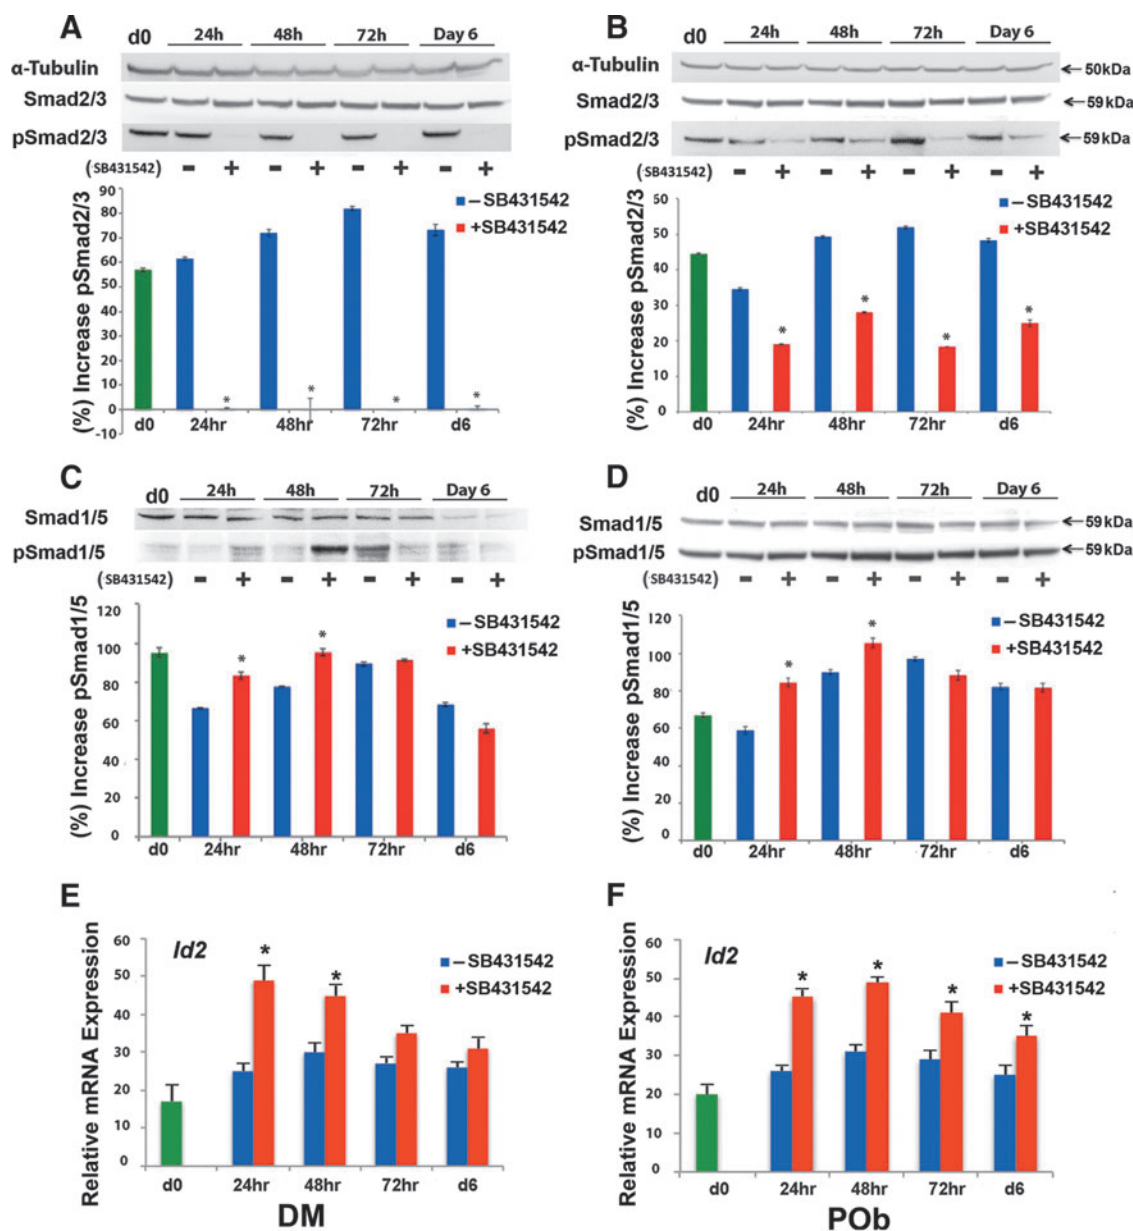 A
d0 24h 48h 72h Day 6
α-Tubulin
Smad2/3
pSmad2/3
(SB431542) – + – + – + – +
(%) Increase pSmad2/3
90
80
70
60
50
40
30
20
10
0
-10
–SB431542
+SB431542
* * * *
d0 24hr 48hr 72hr d6
B
d0 24h 48h 72h Day 6
α-Tubulin ←50kDa
Smad2/3 ←59kDa
pSmad2/3 ←59kDa
(SB431542) – + – + – + – +
(%) Increase pSmad2/3
50
50
40
30
20
10
0
–SB431542
+SB431542
* * * *
d0 24hr 48hr 72hr d6
C
d0 24h 48h 72h Day 6
Smad1/5
pSmad1/5
(SB431542) – + – + – + – +
(%) Increase pSmad1/5
120
100
80
60
40
20
0
–SB431542
+SB431542
* *
d0 24hr 48hr 72hr d6
D
d0 24h 48h 72h Day 6
Smad1/5 ←59kDa
pSmad1/5 ←59kDa
(SB431542) – + – + – + – +
(%) Increase pSmad1/5
120
100
80
60
40
20
0
–SB431542
+SB431542
* *
d0 24hr 48hr 72hr d6
E
Id2
Relative mRNA Expression
60
50
40
30
20
10
0
–SB431542
+SB431542
* *
d0 24hr 48hr 72hr d6
DM
F
Id2
Relative mRNA Expression
60
50
40
30
20
10
0
–SB431542
+SB431542
* * * *
d0 24hr 48hr 72hr d6
POb